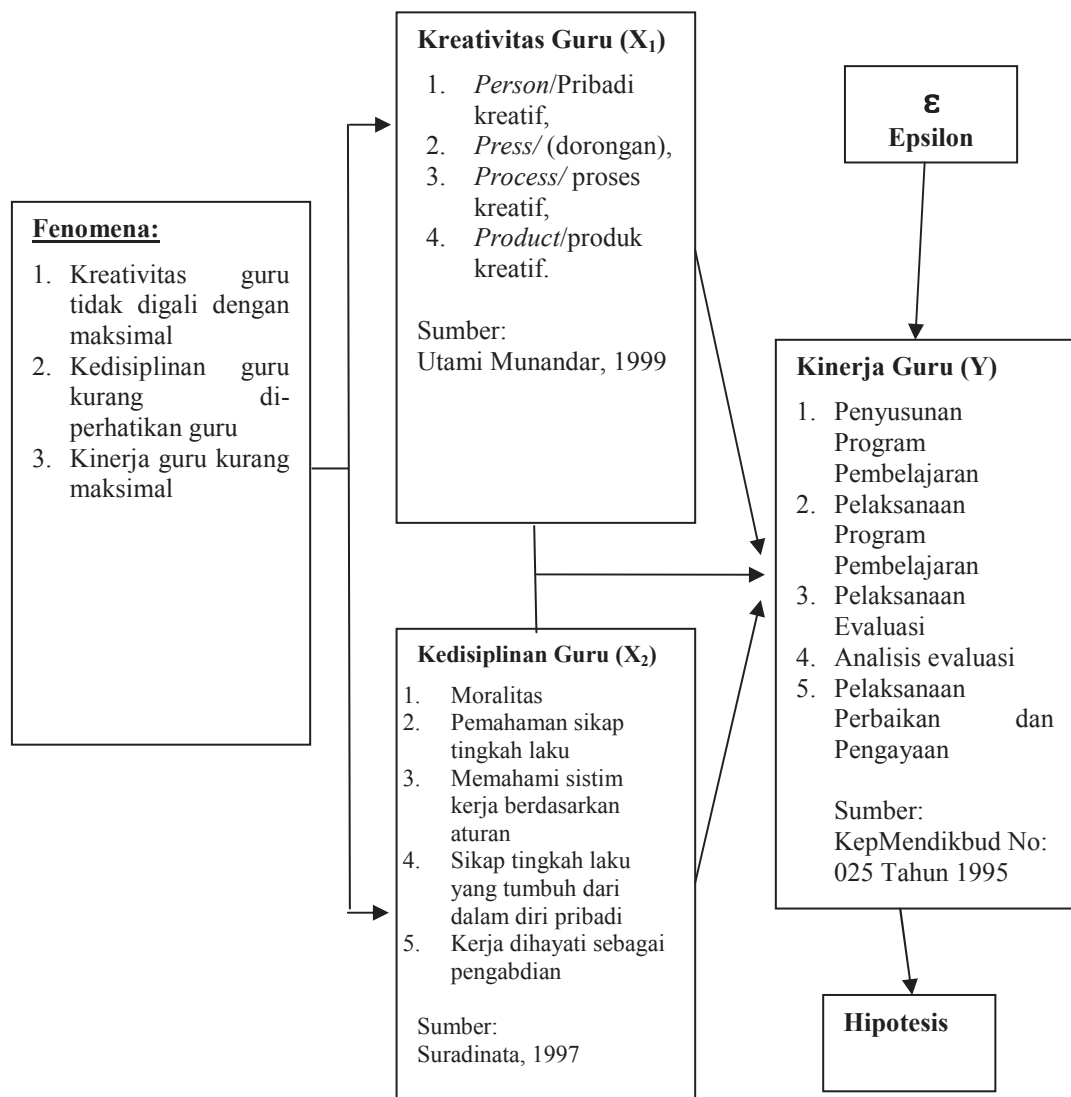 Fenomena:
1. Kreativitas guru
tidak digali dengan
maksimal
2. Kedisiplinan guru
kurang di-
perhatikan guru
3. Kinerja guru kurang
maksimal
Kreativitas Guru (X₁)
1. Person/Pribadi
kreatif,
2. Press/ (dorongan),
3. Process/ proses
kreatif,
4. Product/produk
kreatif.
Sumber:
Utami Munandar, 1999
Kedisiplinan Guru (X₂)
1. Moralitas
2. Pemahaman sikap
tingkah laku
3. Memahami sistim
kerja berdasarkan
aturan
4. Sikap tingkah laku
yang tumbuh dari
dalam diri pribadi
5. Kerja dihayati sebagai
pengabdian
Sumber:
Suradinata, 1997
ε
Epsilon
Kinerja Guru (Y)
1. Penyusunan
Program
Pembelajaran
2. Pelaksanaan
Program
Pembelajaran
3. Pelaksanaan
Evaluasi
4. Analisis evaluasi
5. Pelaksanaan
Perbaikan dan
Pengayaan
Sumber:
KepMendikbud No:
025 Tahun 1995
Hipotesis